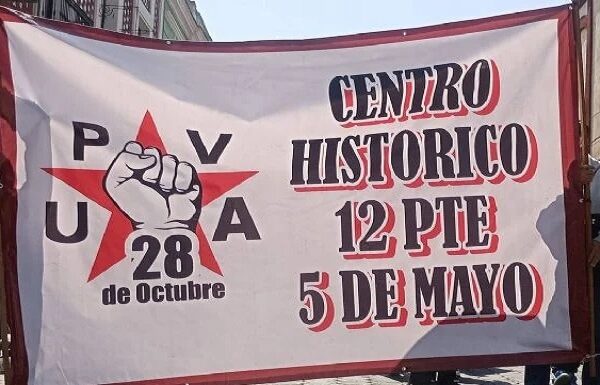 P V
U A
28
de Octubre
CENTRO
HISTORICO
12 PTE
5 DE MAYO